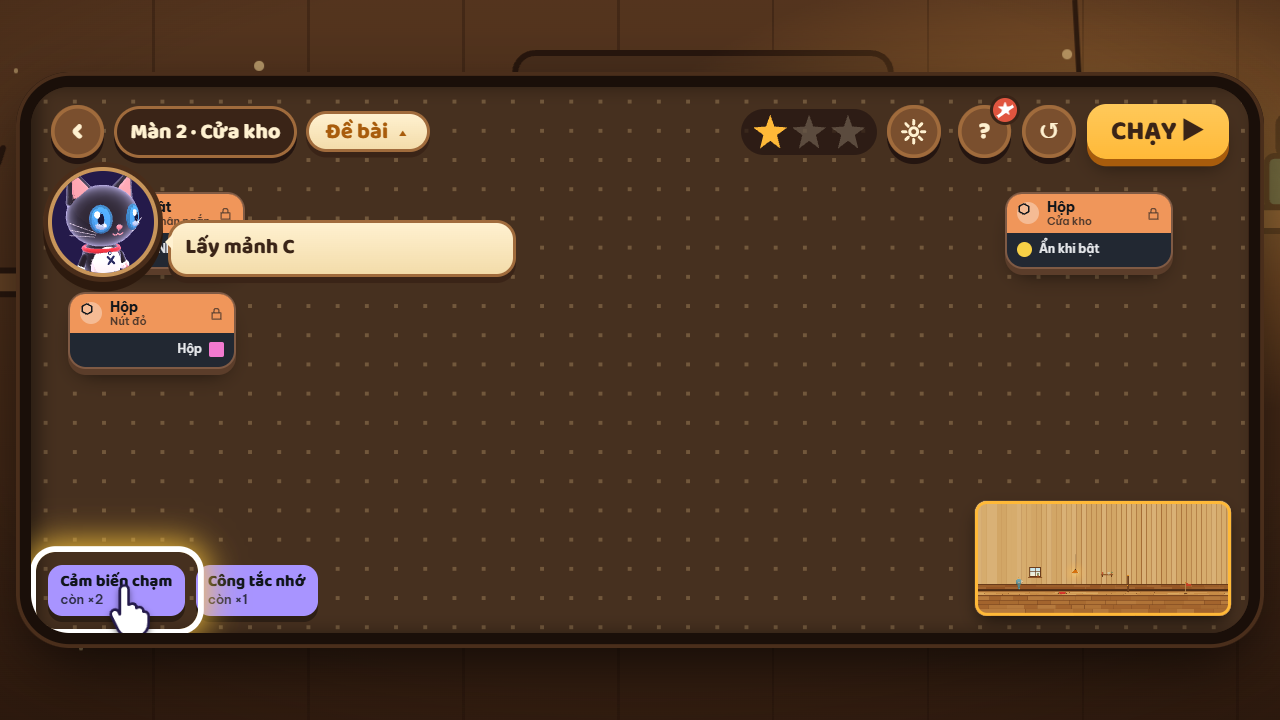 Màn 2 • Cửa kho
Đề bài
?
CHẠY
Lấy mảnh C
Hộp
Cửa kho
Ẩn khi bật
Hộp
Nút đỏ
Hộp
Cảm biến chạm
còn ×2
Công tắc nhớ
còn ×1